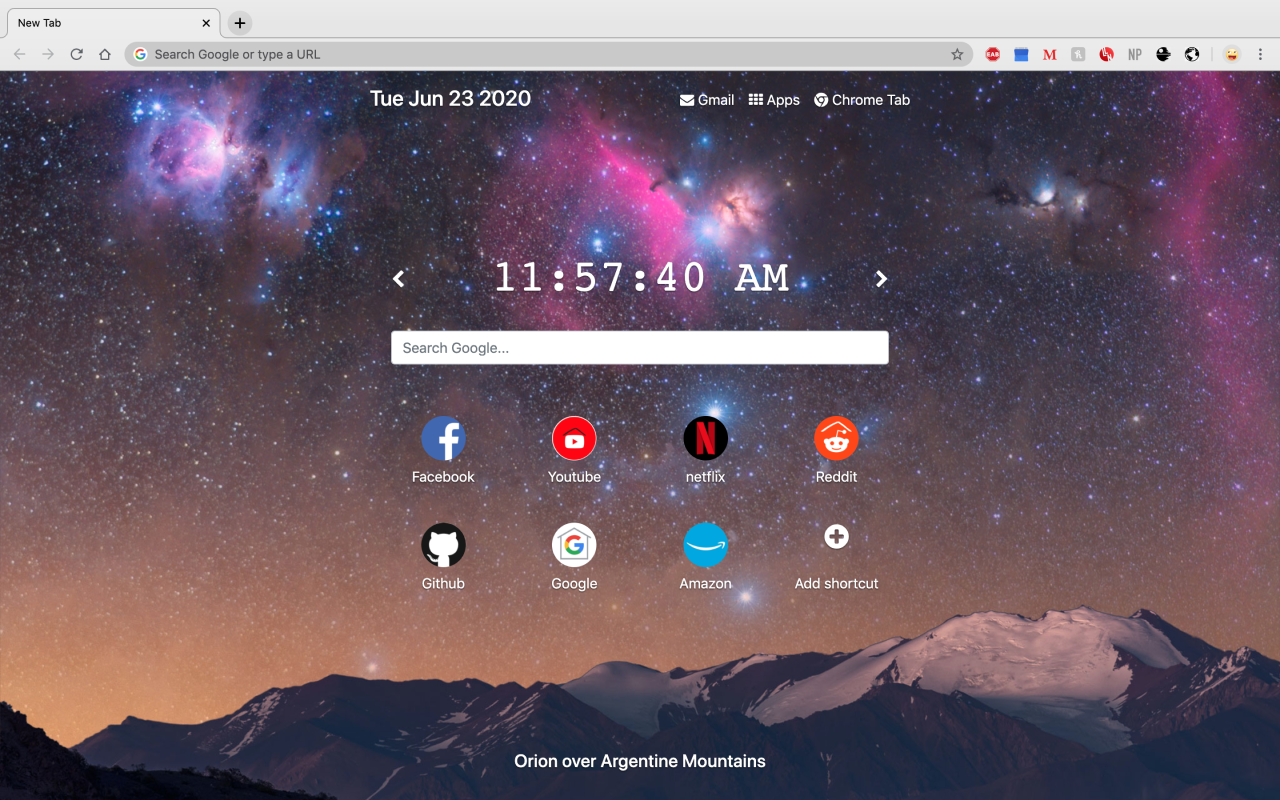 New Tab
Search Google or type a URL
EAB
M
NP
Tue Jun 23 2020
Gmail
Apps
Chrome Tab
11:57:40 AM
Search Google...
Facebook
Youtube
netflix
Reddit
Github
Google
Amazon
Add shortcut
Orion over Argentine Mountains